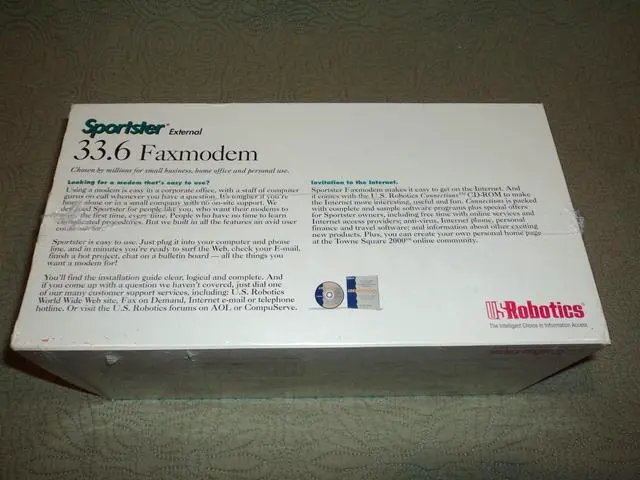 Sportster External
33.6 Faxmodem
Chosen by millions for small business, home office and personal use.
Looking for a modem that's easy to use?
Using a modem is easy in a corporate office, with a staff of computer
gurus on call whenever you have a question. It's tougher if you're
home alone or in a small company with no on-site support. We
Sportster for people like you, who want their modems to
the first time, every time. People who have no time to learn
complicated procedures. But we built in all the features an avid user
Sportster is easy to use. Just plug it into your computer and phone
line, and in minutes you're ready to surf the Web, check your E-mail,
finish a hot project, chat on a bulletin board — all the things you
want a modem for!
You'll find the installation guide clear, logical and complete. And
if you come up with a question we haven't covered, just dial one
of our many customer support services, including: U.S. Robotics
World Wide Web site, Fax on Demand, Internet e-mail or telephone
hotline. Or visit the U.S. Robotics forums on AOL or CompuServe.
Invitation to the Internet.
Sportster Faxmodem makes it easy to get on the Internet. And
it comes with the U.S. Robotics Connections™ CD-ROM to make
the Internet more interesting, useful and fun. Connections is packed
with complete and sample software programs plus special offers
for Sportster owners, including free time with online services and
Internet access providers; anti-virus, Internet phone, personal
finance and travel software; and information about other exciting
new products. Plus, you can create your own personal home page
at the Towne Square 2000™ online community.
US Robotics
The Intelligent Choice in Information Access